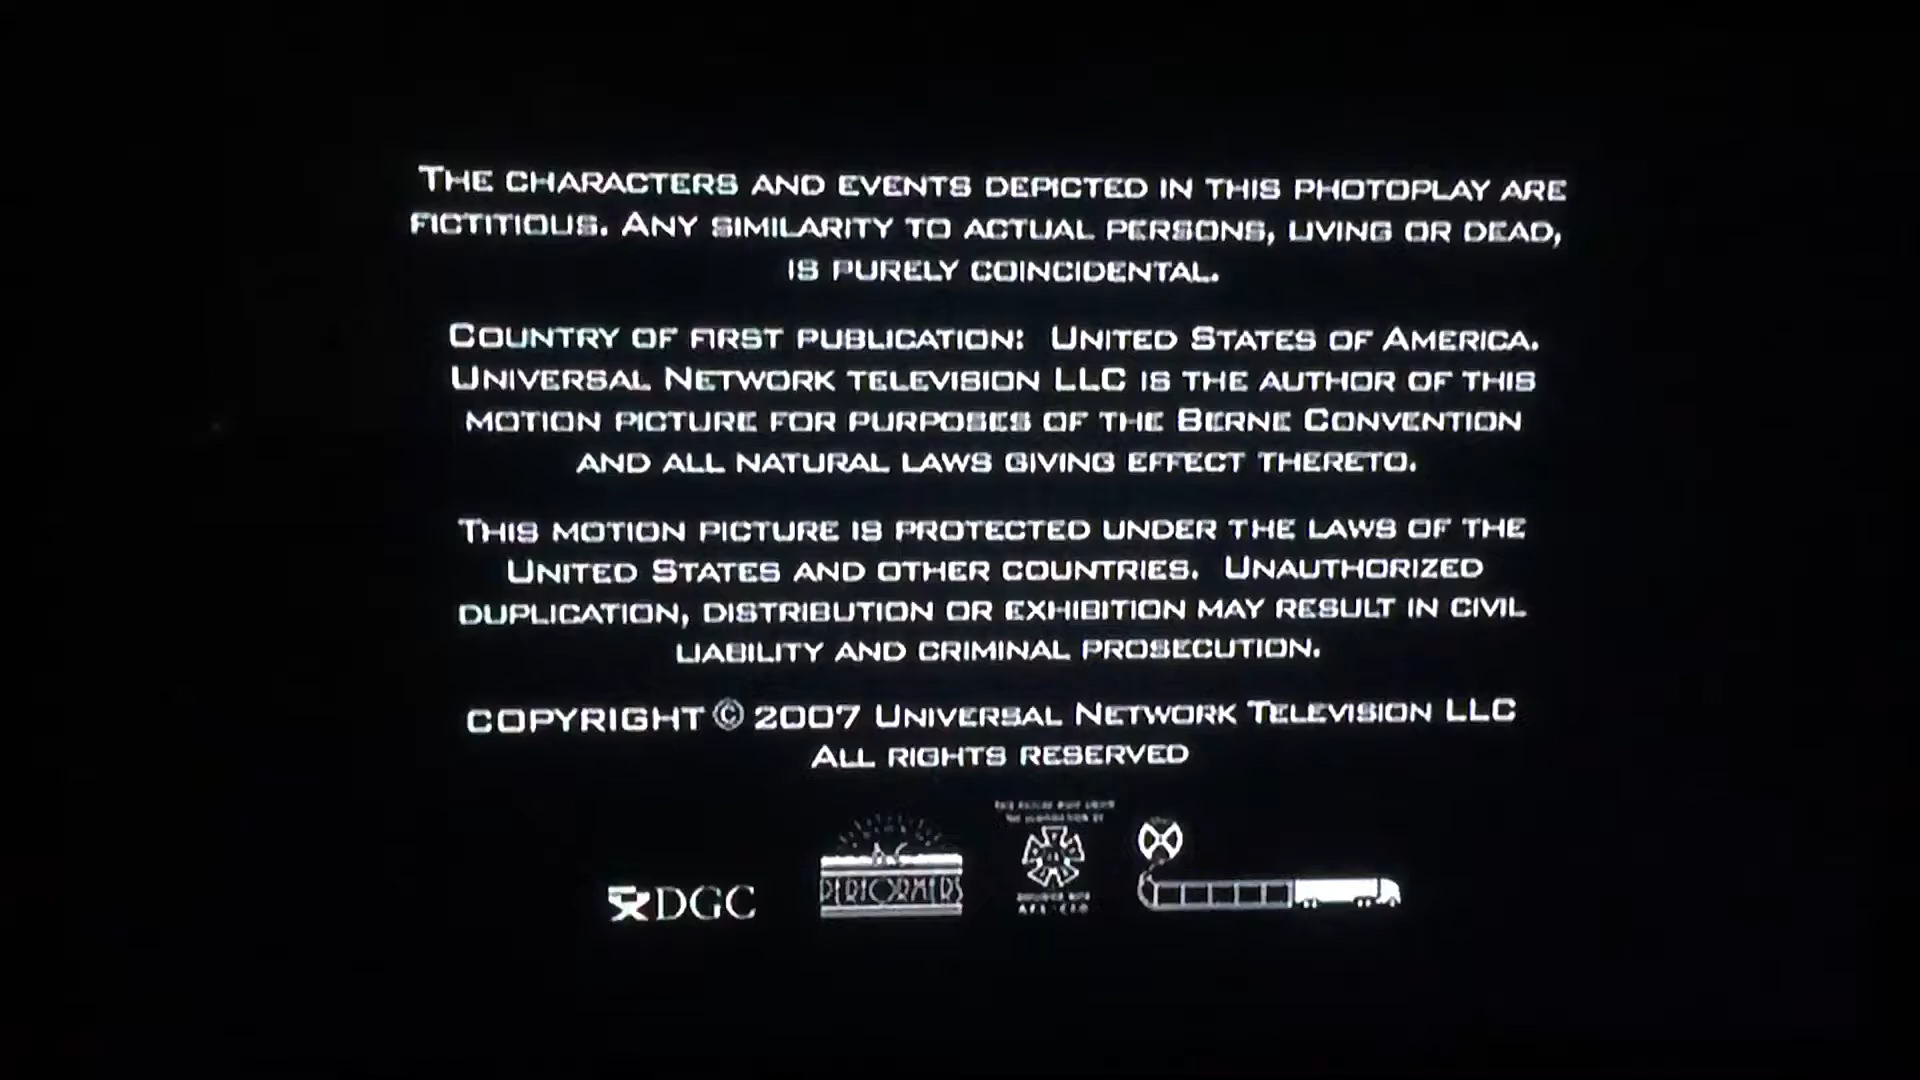 THE CHARACTERS AND EVENTS DEPICTED IN THIS PHOTOPLAY ARE
FICTITIOUS. ANY SIMILARITY TO ACTUAL PERSONS, LIVING OR DEAD,
IS PURELY COINCIDENTAL.
COUNTRY OF FIRST PUBLICATION: UNITED STATES OF AMERICA.
UNIVERSAL NETWORK TELEVISION LLC IS THE AUTHOR OF THIS
MOTION PICTURE FOR PURPOSES OF THE BERNE CONVENTION
AND ALL NATURAL LAWS GIVING EFFECT THERETO.
THIS MOTION PICTURE IS PROTECTED UNDER THE LAWS OF THE
UNITED STATES AND OTHER COUNTRIES. UNAUTHORIZED
DUPLICATION, DISTRIBUTION OR EXHIBITION MAY RESULT IN CIVIL
LIABILITY AND CRIMINAL PROSECUTION.
COPYRIGHT © 2007 UNIVERSAL NETWORK TELEVISION LLC
ALL RIGHTS RESERVED
DGC
PERFORMERS